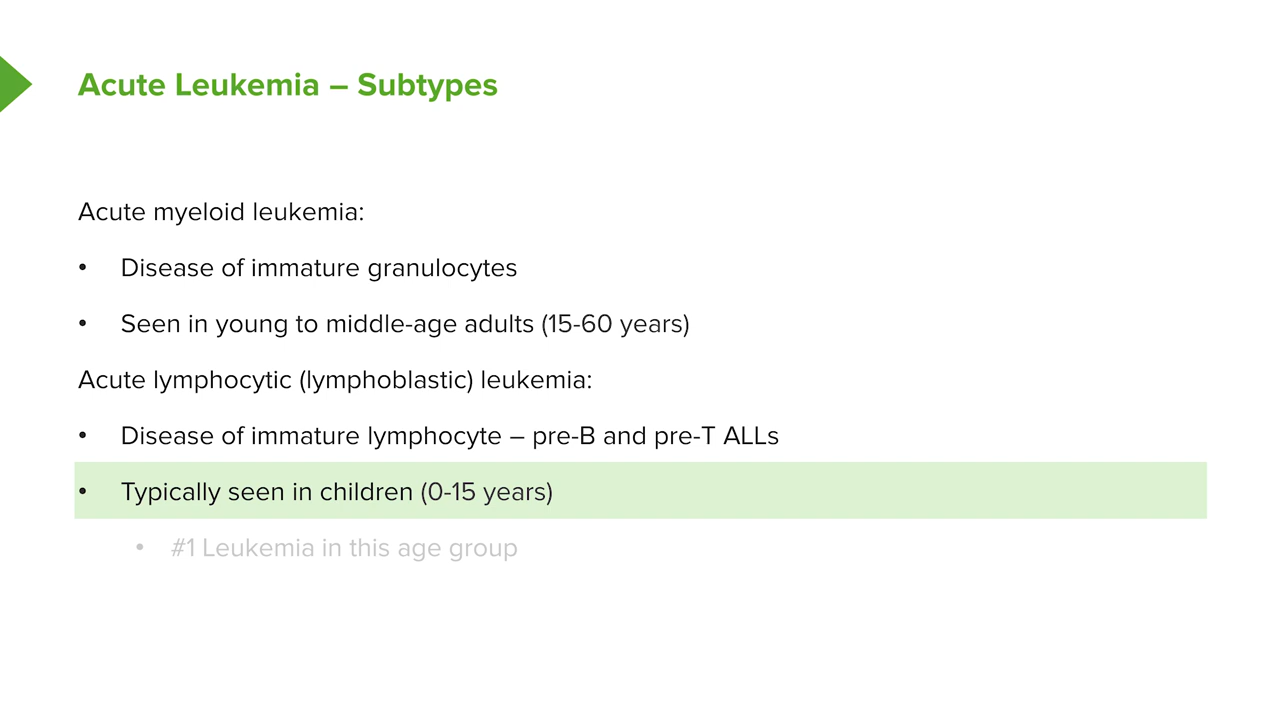 Acute Leukemia – Subtypes
Acute myeloid leukemia:
• Disease of immature granulocytes
• Seen in young to middle-age adults (15-60 years)
Acute lymphocytic (lymphoblastic) leukemia:
• Disease of immature lymphocyte – pre-B and pre-T ALLs
• Typically seen in children (0-15 years)
• #1 Leukemia in this age group